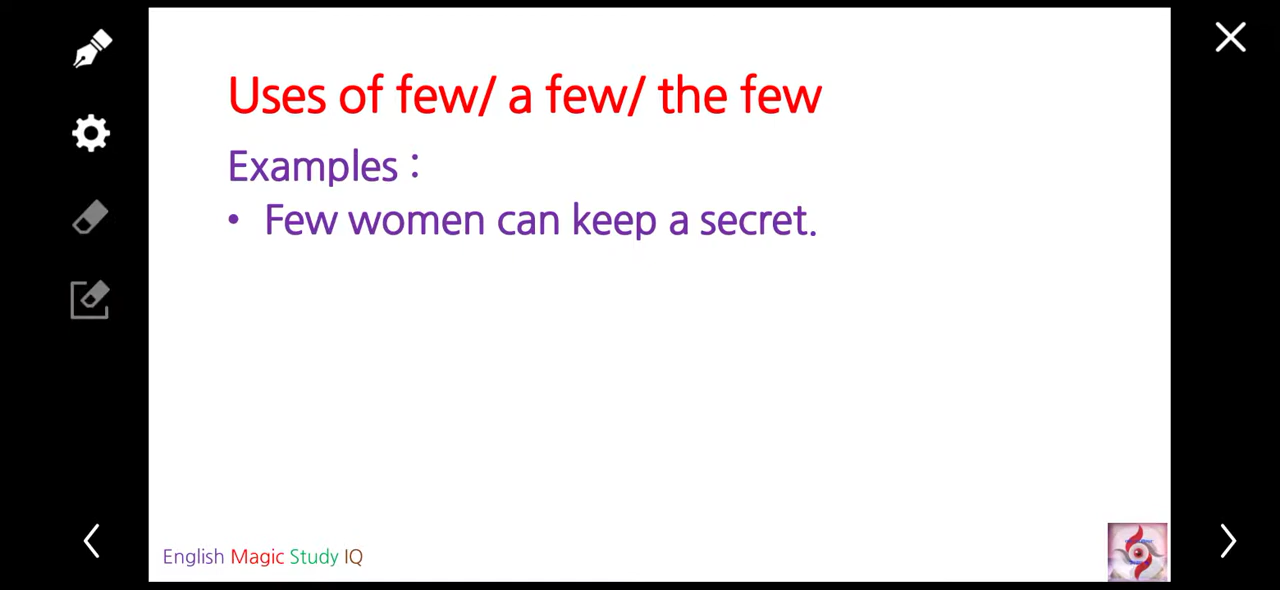 Uses of few/ a few/ the few
Examples :
• Few women can keep a secret.
English Magic Study IQ